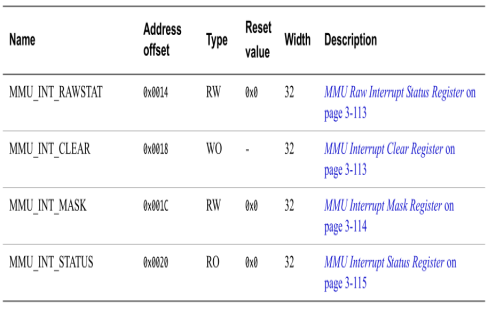 Name Address offset Type Reset value Width Description
MMU_INT_RAWSTAT 0x0014 RW 0x0 32 MMU Raw Interrupt Status Register on
page 3-113
MMU_INT_CLEAR 0x0018 WO - 32 MMU Interrupt Clear Register on
page 3-113
MMU_INT_MASK 0x001C RW 0x0 32 MMU Interrupt Mask Register on
page 3-114
MMU_INT_STATUS 0x0020 RO 0x0 32 MMU Interrupt Status Register on
page 3-115